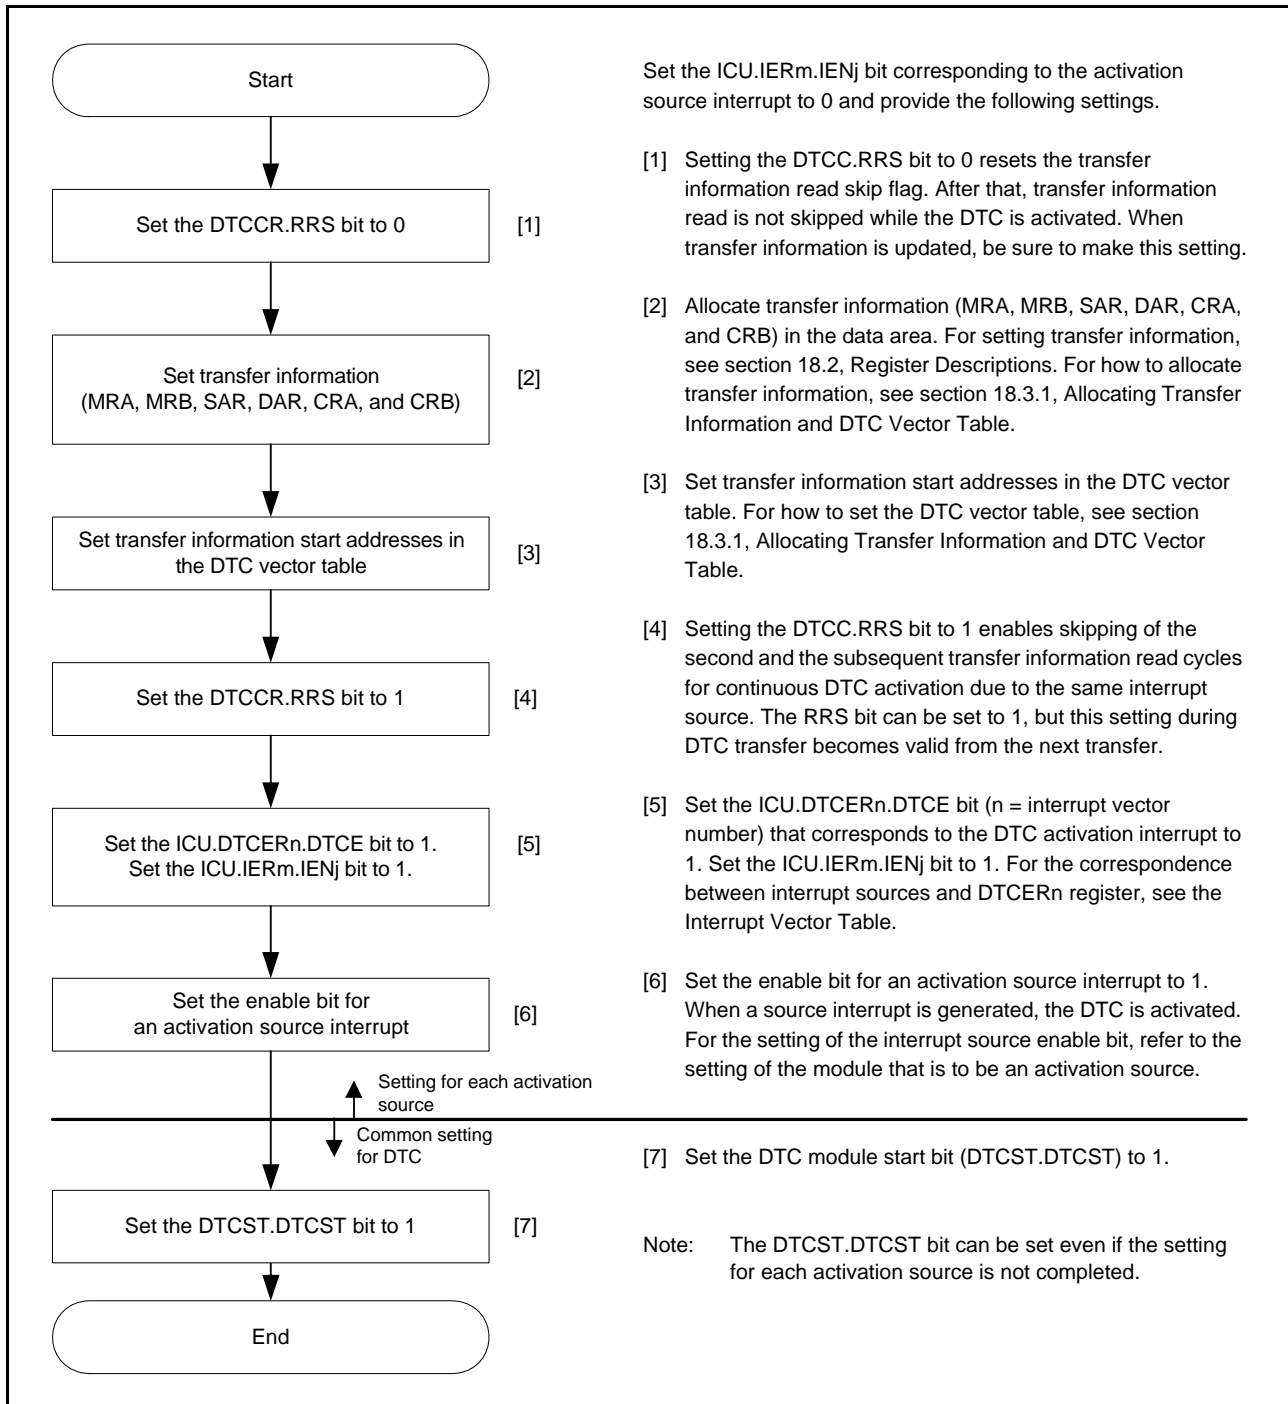 Start
Set the DTCCR.RRS bit to 0
[1]
Set transfer information
(MRA, MRB, SAR, DAR, CRA, and CRB)
[2]
Set transfer information start addresses in
the DTC vector table
[3]
Set the DTCCR.RRS bit to 1
[4]
Set the ICU.DTCERn.DTCE bit to 1.
Set the ICU.IERm.IENj bit to 1.
[5]
Set the enable bit for
an activation source interrupt
[6]
Setting for each activation
source
Common setting
for DTC
Set the DTCST.DTCST bit to 1
[7]
End
Set the ICU.IERm.IENj bit corresponding to the activation
source interrupt to 0 and provide the following settings.
[1] Setting the DTCC.RRS bit to 0 resets the transfer
information read skip flag. After that, transfer information
read is not skipped while the DTC is activated. When
transfer information is updated, be sure to make this setting.
[2] Allocate transfer information (MRA, MRB, SAR, DAR, CRA,
and CRB) in the data area. For setting transfer information,
see section 18.2, Register Descriptions. For how to allocate
transfer information, see section 18.3.1, Allocating Transfer
Information and DTC Vector Table.
[3] Set transfer information start addresses in the DTC vector
table. For how to set the DTC vector table, see section
18.3.1, Allocating Transfer Information and DTC Vector
Table.
[4] Setting the DTCC.RRS bit to 1 enables skipping of the
second and the subsequent transfer information read cycles
for continuous DTC activation due to the same interrupt
source. The RRS bit can be set to 1, but this setting during
DTC transfer becomes valid from the next transfer.
[5] Set the ICU.DTCERn.DTCE bit (n = interrupt vector
number) that corresponds to the DTC activation interrupt to
1. Set the ICU.IERm.IENj bit to 1. For the correspondence
between interrupt sources and DTCERn register, see the
Interrupt Vector Table.
[6] Set the enable bit for an activation source interrupt to 1.
When a source interrupt is generated, the DTC is activated.
For the setting of the interrupt source enable bit, refer to the
setting of the module that is to be an activation source.
[7] Set the DTC module start bit (DTCST.DTCST) to 1.
Note: The DTCST.DTCST bit can be set even if the setting
for each activation source is not completed.